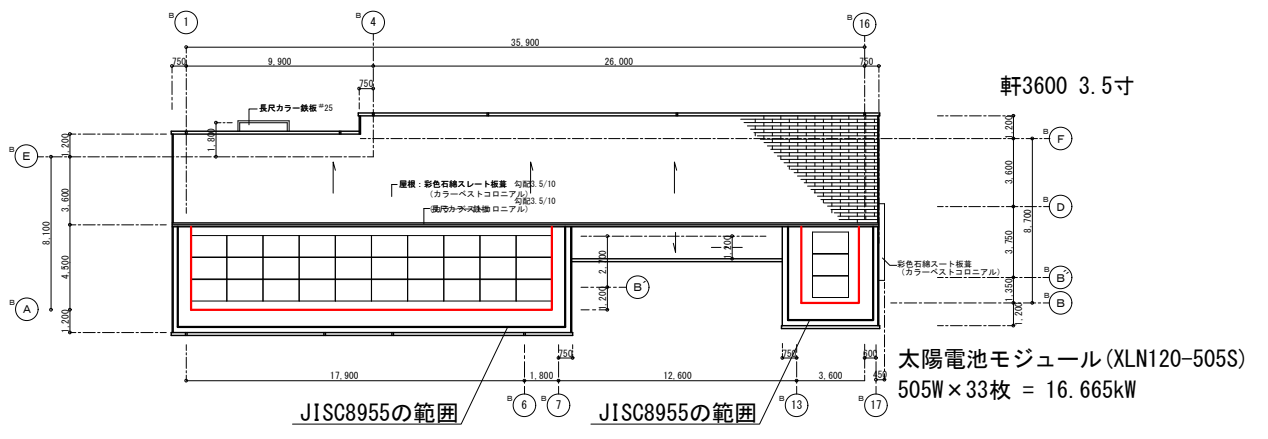 B 1
B 4
B 16
35,900
750
9,900
26,000
750
750
軒3600 3.5寸
長尺カラー鉄板 #25
1,800
1,200
B E
3,600
8,100
4,500
B A
1,200
屋根：彩色石綿スレート板葺 勾配3.5/10
（カラーベストコロニアル）
勾配3.5/10
1,200
B F
3,600
B D
8,700
3,750
B B'
1,350
B B
1,200
2,700
1,200
1,200
B'
彩色石綿スート板葺
（カラーベストコロニアル）
750
750
600
450
17,900
1,800
12,600
3,600
B 6
B 7
B 13
B 17
JISC8955の範囲
JISC8955の範囲
太陽電池モジュール(XLN120-505S)
505W×33枚 = 16.665kW